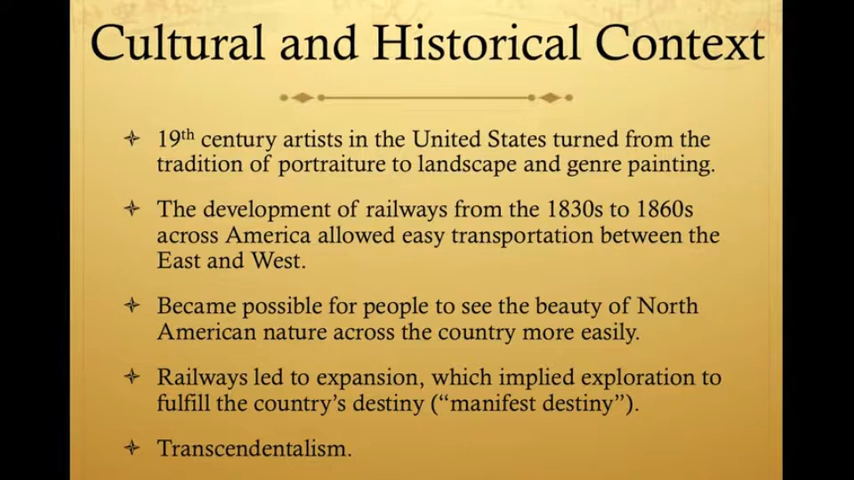 Cultural and Historical Context
19th century artists in the United States turned from the
tradition of portraiture to landscape and genre painting.
The development of railways from the 1830s to 1860s
across America allowed easy transportation between the
East and West.
Became possible for people to see the beauty of North
American nature across the country more easily.
Railways led to expansion, which implied exploration to
fulfill the country’s destiny (“manifest destiny”).
Transcendentalism.